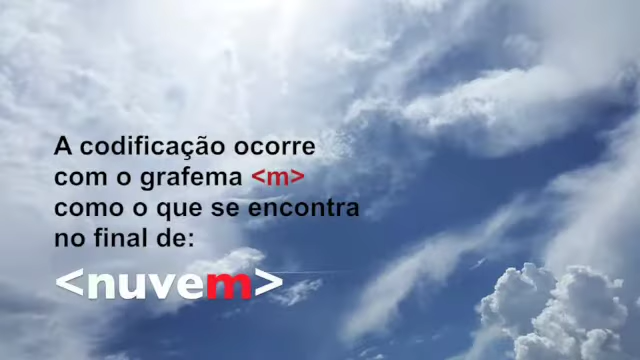 A codificação ocorre
com o grafema <m>
como o que se encontra
no final de:
<nuvem>